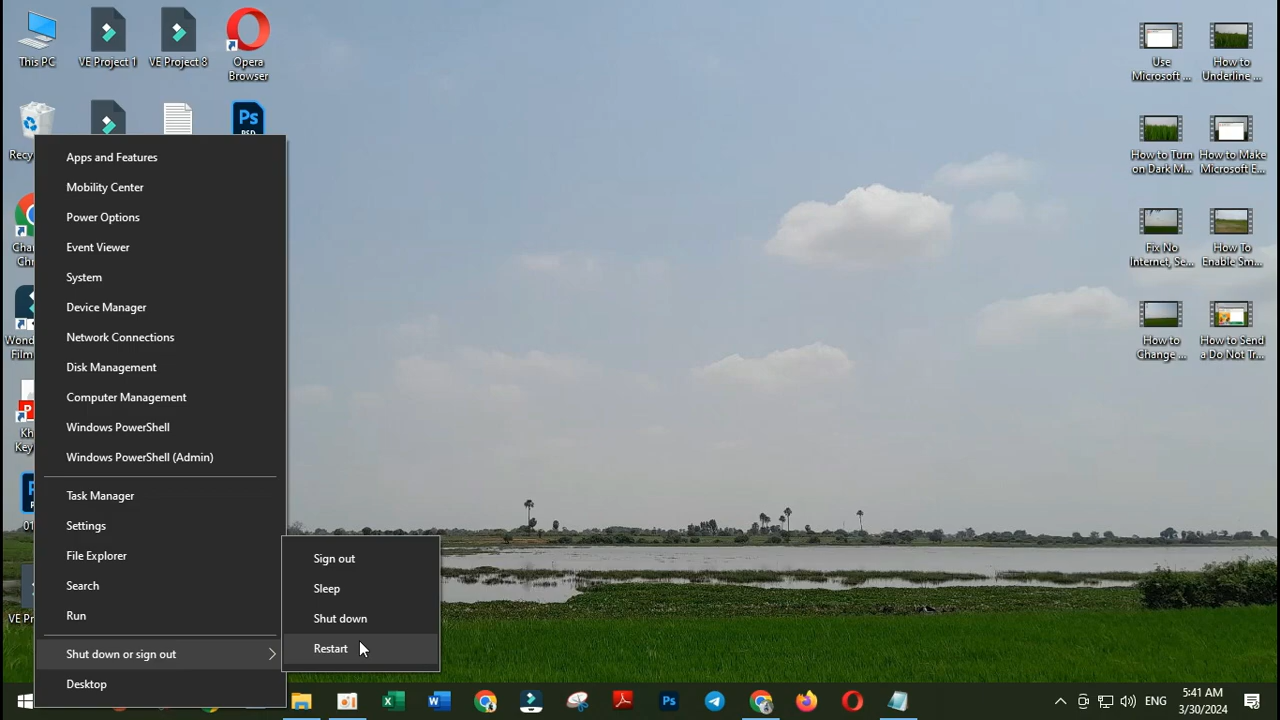 This PC
VE Project 1
VE Project 8
Opera
Browser
Ps
PSD
Apps and Features
Mobility Center
Power Options
Event Viewer
System
Device Manager
Network Connections
Disk Management
Computer Management
Windows PowerShell
Windows PowerShell (Admin)
Task Manager
Settings
File Explorer
Search
Run
Shut down or sign out
Desktop
Sign out
Sleep
Shut down
Restart
Use
Microsoft ...
How to
Underline ...
How to Turn
on Dark M...
How to Make
Microsoft E...
Fix No
Internet, Se...
How To
Enable Sm...
How to
Change ...
How to Send
a Do Not Tr...
Ps
ENG
5:41 AM
3/30/2024